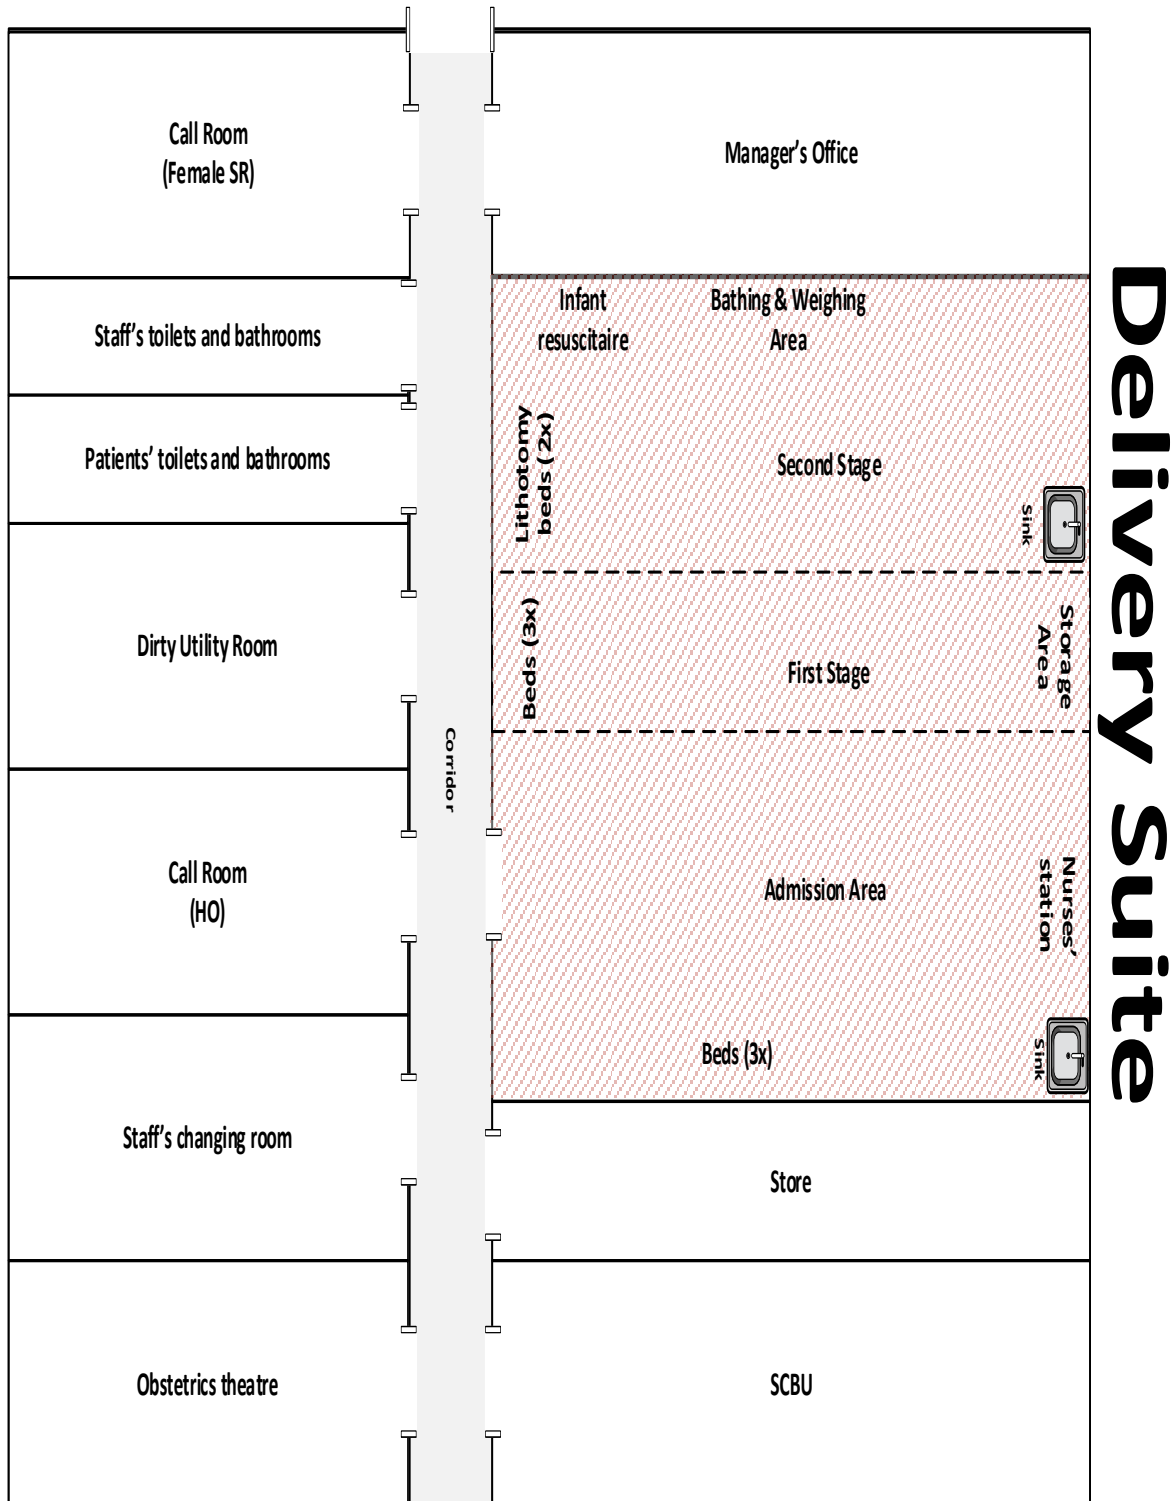 Delivery Suite
Call Room
(Female SR)
Manager's Office
Staff's toilets and bathrooms
Infant
resuscitaire
Bathing & Weighing
Area
Patients' toilets and bathrooms
Lithotomy
beds (2x)
Second Stage
Sink
Dirty Utility Room
Beds (3x)
First Stage
Storage
Area
Corridor
Call Room
(HO)
Admission Area
Nurses'
station
Beds (3x)
Sink
Staff's changing room
Store
Obstetrics theatre
SCBU